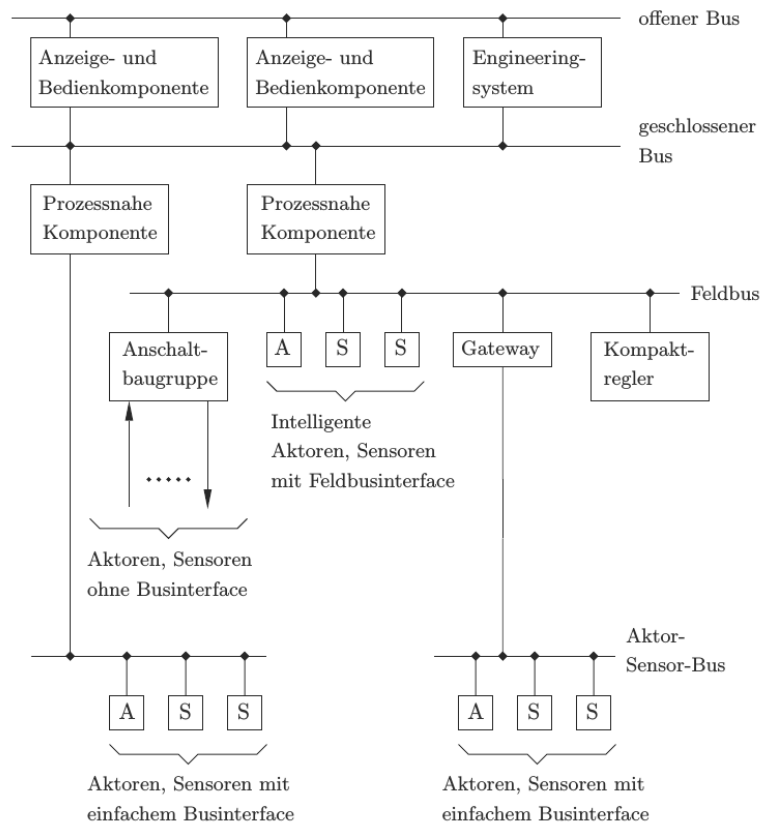 offener Bus
Anzeige- und
Bedienkomponente
Anzeige- und
Bedienkomponente
Engineering-
system
geschlossener
Bus
Prozessnahe
Komponente
Prozessnahe
Komponente
Feldbus
Anschalt-
baugruppe
A
S
S
Gateway
Kompakt-
regler
Intelligente
Aktoren, Sensoren
mit Feldbusinterface
Aktoren, Sensoren
ohne Businterface
Aktor-
Sensor-Bus
A
S
S
A
S
S
Aktoren, Sensoren mit
einfachem Businterface
Aktoren, Sensoren mit
einfachem Businterface